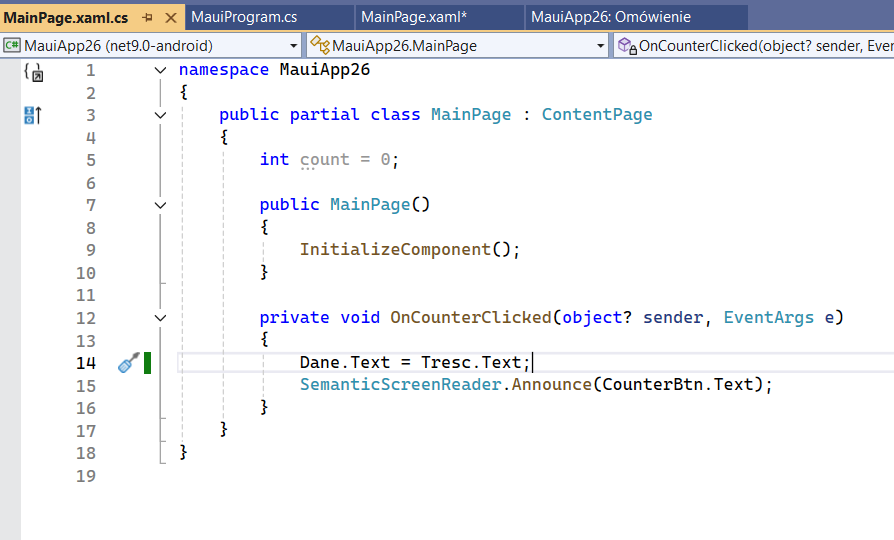 MainPage.xaml.cs MauiProgram.cs MainPage.xaml* MauiApp26: Omówienie
C# MauiApp26 (net9.0-android) MauiApp26.MainPage OnCounterClicked(object? sender, Even
1 namespace MauiApp26
2 {
3 public partial class MainPage : ContentPage
4 {
5 int count = 0;
6
7 public MainPage()
8 {
9 InitializeComponent();
10 }
11
12 private void OnCounterClicked(object? sender, EventArgs e)
13 {
14 Dane.Text = Tresc.Text;
15 SemanticScreenReader.Announce(CounterBtn.Text);
16 }
17 }
18 }
19